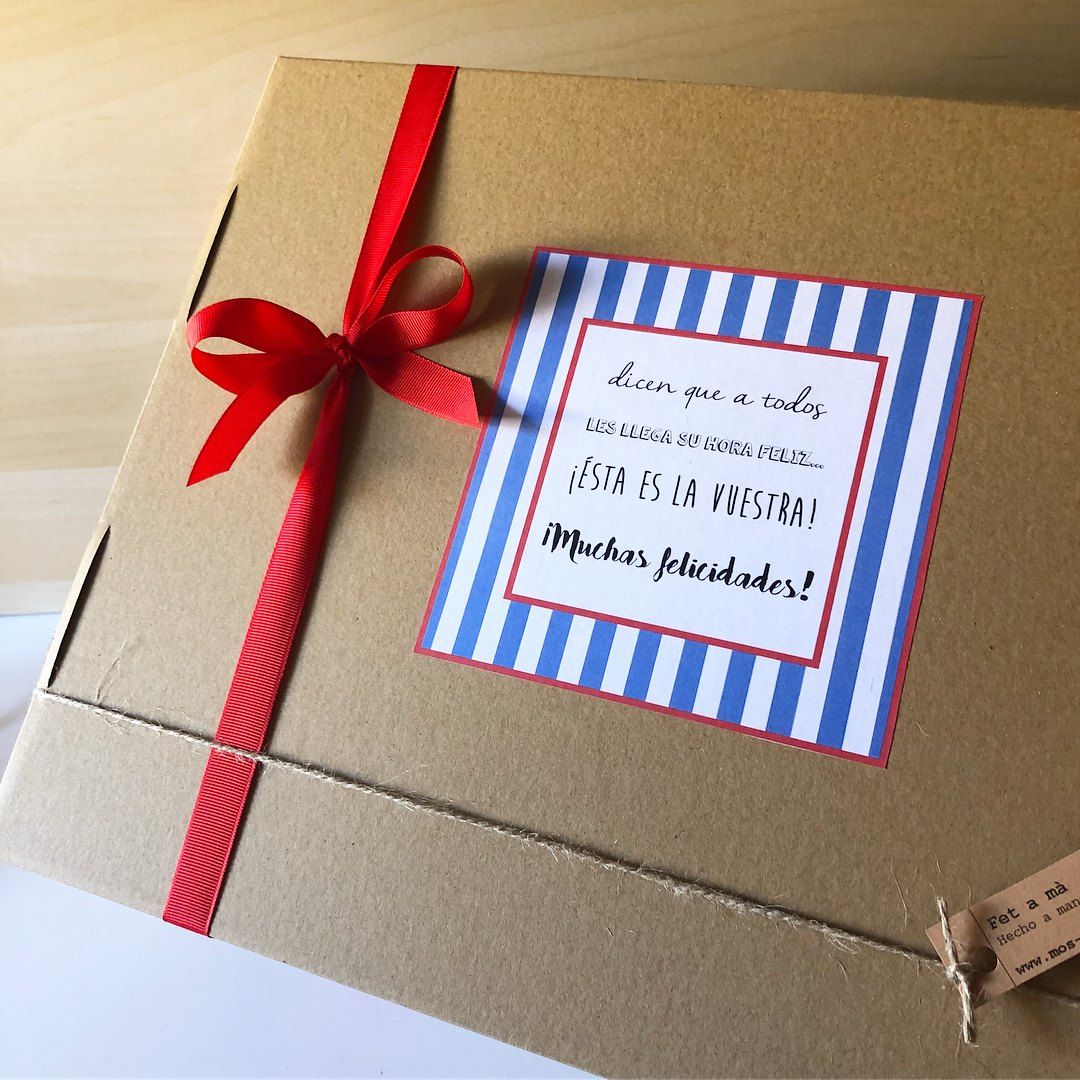 dicen que a todos
LES LLEGA SU HORA FELIZ...
¡ÉSTA ES LA VUESTRA!
¡Muchas felicidades!
Fet a mà
Hecho a man
www.mos-